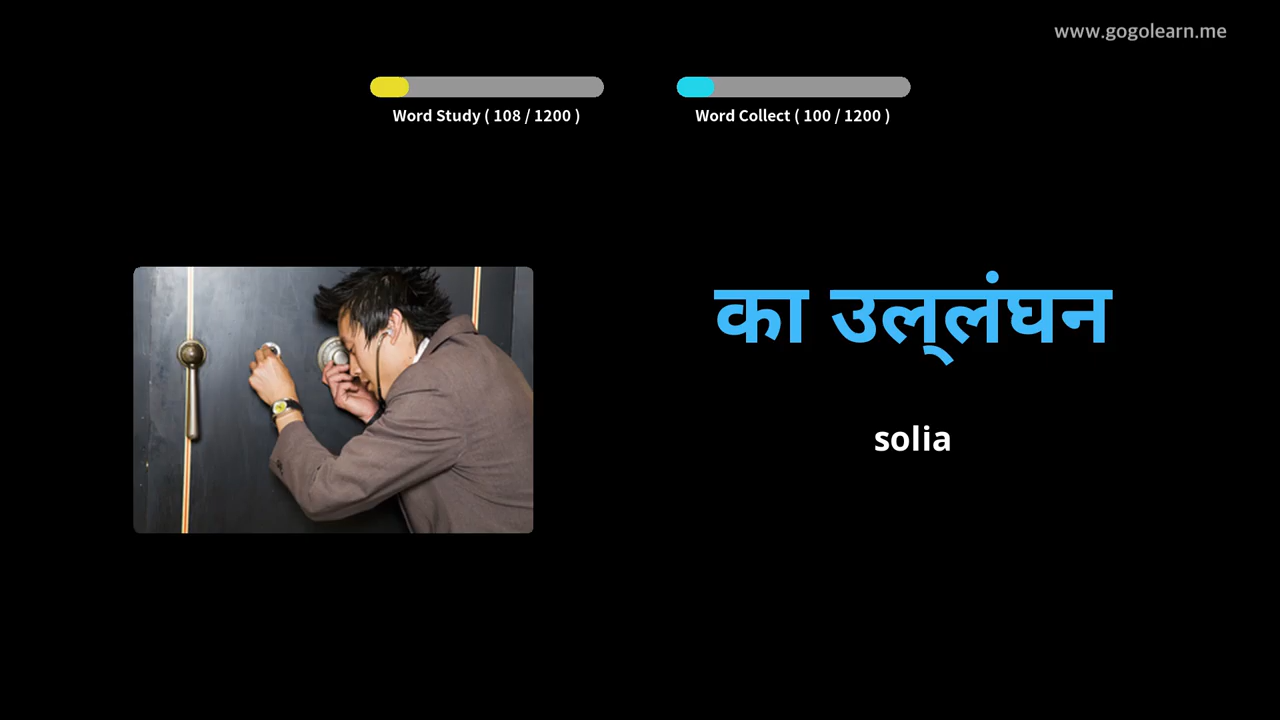 www.gogolearn.me
Word Study ( 108 / 1200 )
Word Collect ( 100 / 1200 )
का उल्लंघन
solia